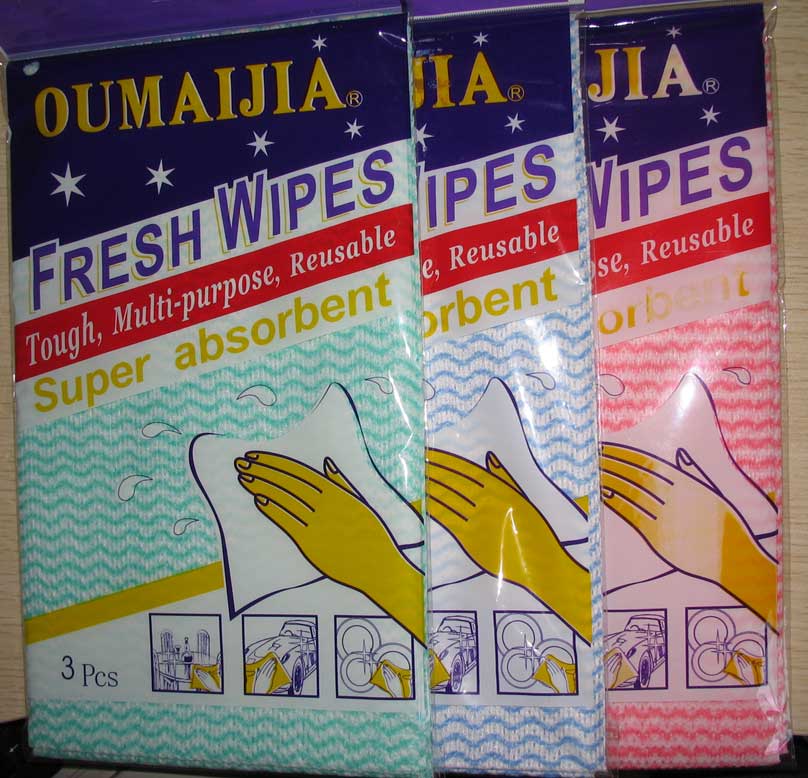 OUMAIJIA®
FRESH WIPES
Tough, Multi-purpose, Reusable
Super absorbent
3 Pcs
JIA®
IPES
e, Reusable
orbent
JIA®
WIPES
ose, Reusable
orbent